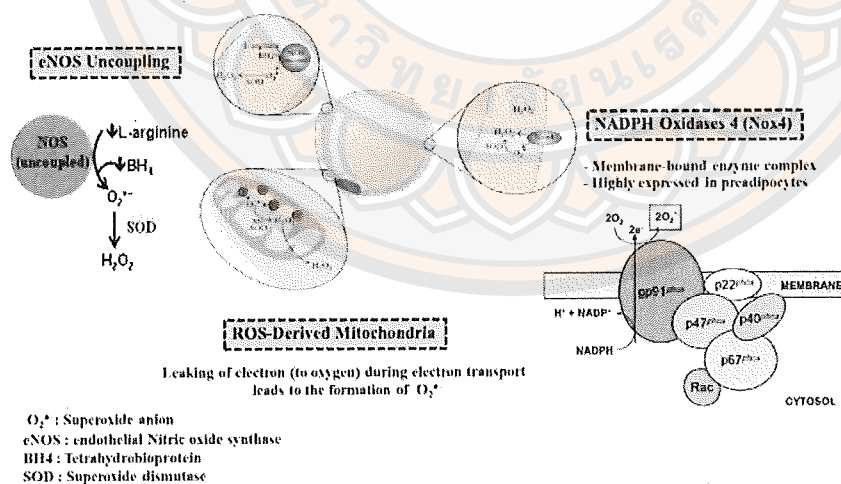 eNOS Uncoupling
NOS
(uncoupled)
L-arginine
BH₄
O₂•−
SOD
H₂O₂
H₂O₂
NADPH Oxidases 4 (Nox4)
- Membrane-bound enzyme complex
- Highly expressed in preadipocytes
2O₂
2e⁻
2O₂•
gp91phox
p22phox
p47phox
p40phox
p67phox
Rac
MEMBRANE
H⁺ + NADP⁺
NADPH
CYTOSOL
H₂O₂
ROS-Derived Mitochondria
Leaking of electron (to oxygen) during electron transport
leads to the formation of O₂•
O₂• : Superoxide anion
eNOS : endothelial Nitric oxide synthase
BH4 : Tetrahydrobioprotein
SOD : Superoxide dismutase